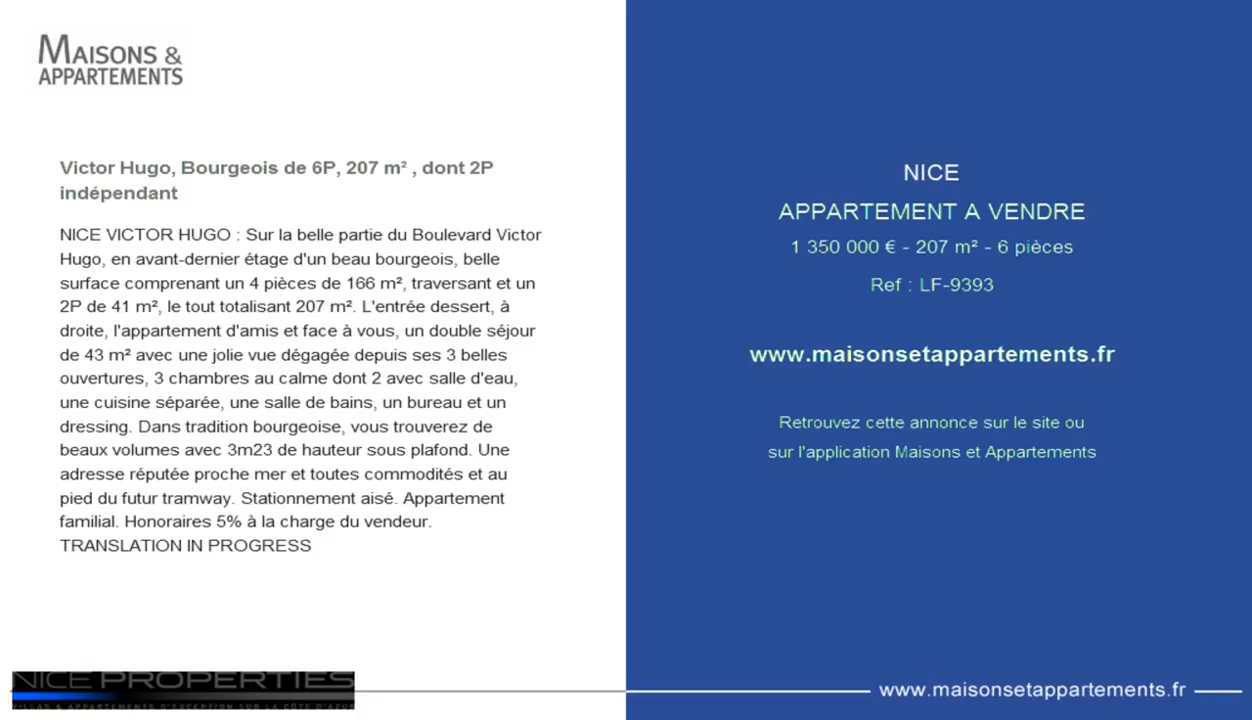 MAISONS &
APPARTEMENTS
Victor Hugo, Bourgeois de 6P, 207 m² , dont 2P
indépendant
NICE VICTOR HUGO : Sur la belle partie du Boulevard Victor
Hugo, en avant-dernier étage d'un beau bourgeois, belle
surface comprenant un 4 pièces de 166 m², traversant et un
2P de 41 m², le tout totalisant 207 m². L'entrée dessert, à
droite, l'appartement d'amis et face à vous, un double séjour
de 43 m² avec une jolie vue dégagée depuis ses 3 belles
ouvertures, 3 chambres au calme dont 2 avec salle d'eau,
une cuisine séparée, une salle de bains, un bureau et un
dressing. Dans tradition bourgeoise, vous trouverez de
beaux volumes avec 3m23 de hauteur sous plafond. Une
adresse réputée proche mer et toutes commodités et au
pied du futur tramway. Stationnement aisé. Appartement
familial. Honoraires 5% à la charge du vendeur.
TRANSLATION IN PROGRESS
NICE PROPERTIES
VILLAS & APPARTEMENTS D'EXCEPTION SUR LA CÔTE D'AZUR
NICE
APPARTEMENT A VENDRE
1 350 000 € - 207 m² - 6 pièces
Ref : LF-9393
www.maisonsetappartements.fr
Retrouvez cette annonce sur le site ou
sur l'application Maisons et Appartements
www.maisonsetappartements.fr